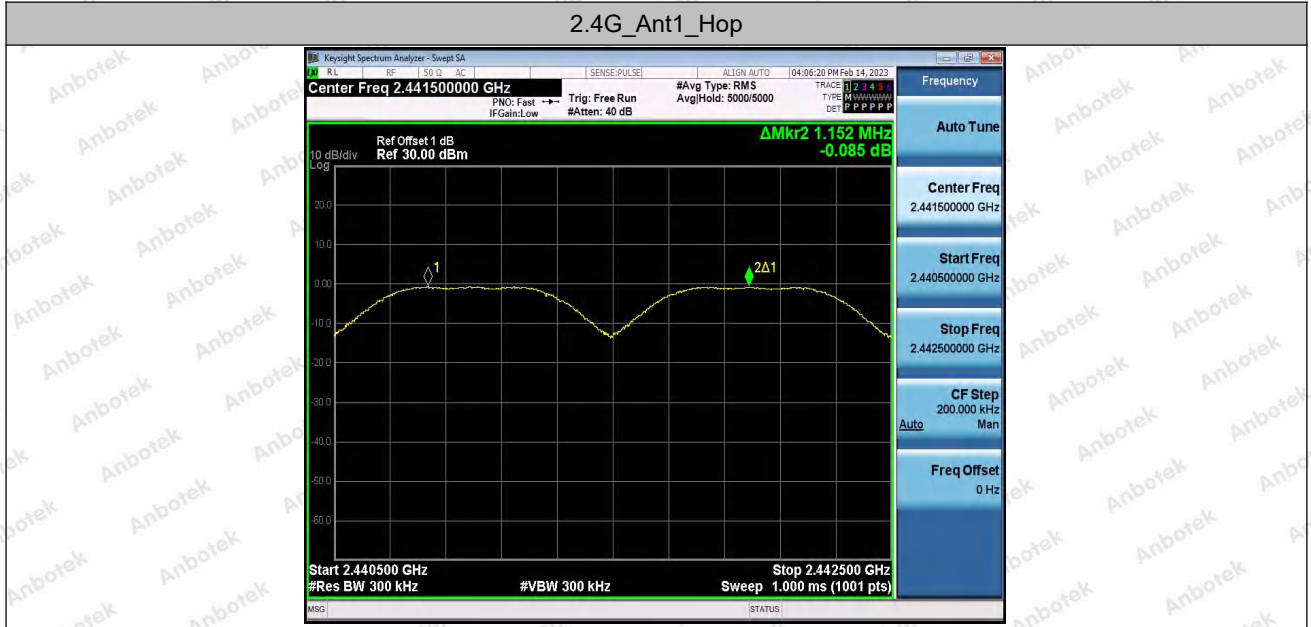 2.4G_Ant1_Hop
Keysight Spectrum Analyzer - Swept SA
RL RF 50 Ω AC SENSE:PULSE ALIGN AUTO 04:06:20 PM Feb 14, 2023
Center Freq 2.441500000 GHz
PNO: Fast
IFGain:Low
Trig: Free Run
#Atten: 40 dB
#Avg Type: RMS
Avg|Hold: 5000/5000
TRACE 1 2 3 4 5 6
TYPE M WWWWW
DET P P P P P P
ΔMkr2 1.152 MHz
-0.085 dB
Ref Offset 1 dB
10 dB/div Ref 30.00 dBm
Log
20.0
10.0
0.00
-10.0
-20.0
-30.0
-40.0
-50.0
-60.0
1
2Δ1
Start 2.440500 GHz Stop 2.442500 GHz
#Res BW 300 kHz #VBW 300 kHz Sweep 1.000 ms (1001 pts)
MSG STATUS
Frequency
Auto Tune
Center Freq
2.441500000 GHz
Start Freq
2.440500000 GHz
Stop Freq
2.442500000 GHz
CF Step
200.000 kHz
Auto Man
Freq Offset
0 Hz
Anbotek